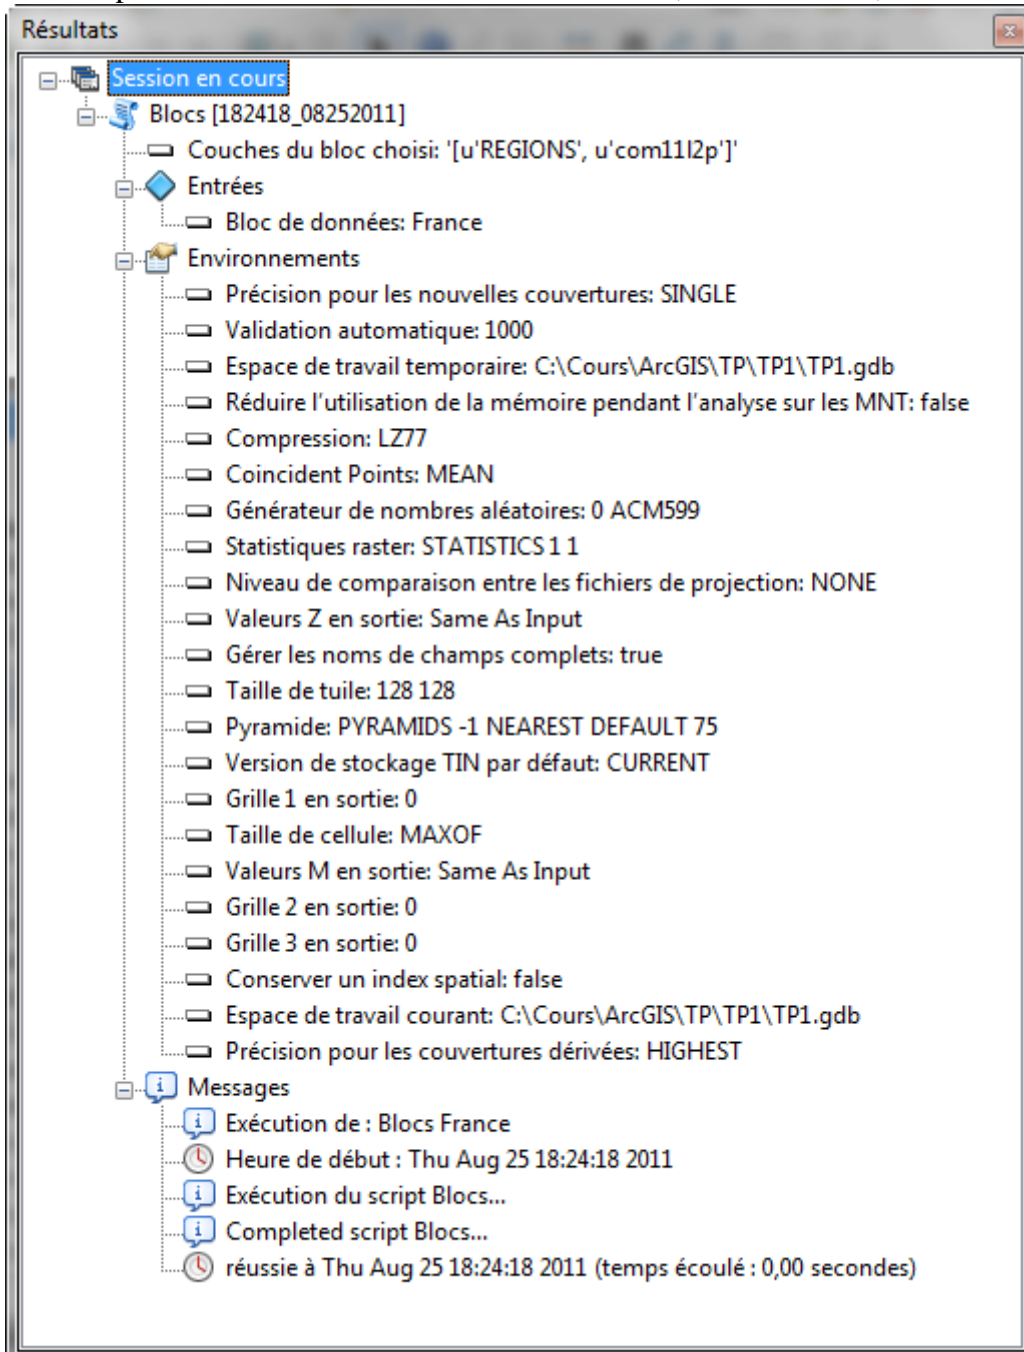 Résultats
Session en cours
Blocs [182418_08252011]
Couches du bloc choisi: '[u'REGIONS', u'com11l2p']'
Entrées
Bloc de données: France
Environnements
Précision pour les nouvelles couvertures: SINGLE
Validation automatique: 1000
Espace de travail temporaire: C:\Cours\ArcGIS\TP\TP1\TP1.gdb
Réduire l'utilisation de la mémoire pendant l'analyse sur les MNT: false
Compression: LZ77
Coincident Points: MEAN
Générateur de nombres aléatoires: 0 ACM599
Statistiques raster: STATISTICS 1 1
Niveau de comparaison entre les fichiers de projection: NONE
Valeurs Z en sortie: Same As Input
Gérer les noms de champs complets: true
Taille de tuile: 128 128
Pyramide: PYRAMIDS -1 NEAREST DEFAULT 75
Version de stockage TIN par défaut: CURRENT
Grille 1 en sortie: 0
Taille de cellule: MAXOF
Valeurs M en sortie: Same As Input
Grille 2 en sortie: 0
Grille 3 en sortie: 0
Conserver un index spatial: false
Espace de travail courant: C:\Cours\ArcGIS\TP\TP1\TP1.gdb
Précision pour les couvertures dérivées: HIGHEST
Messages
Exécution de : Blocs France
Heure de début : Thu Aug 25 18:24:18 2011
Exécution du script Blocs...
Completed script Blocs...
réussie à Thu Aug 25 18:24:18 2011 (temps écoulé : 0,00 secondes)